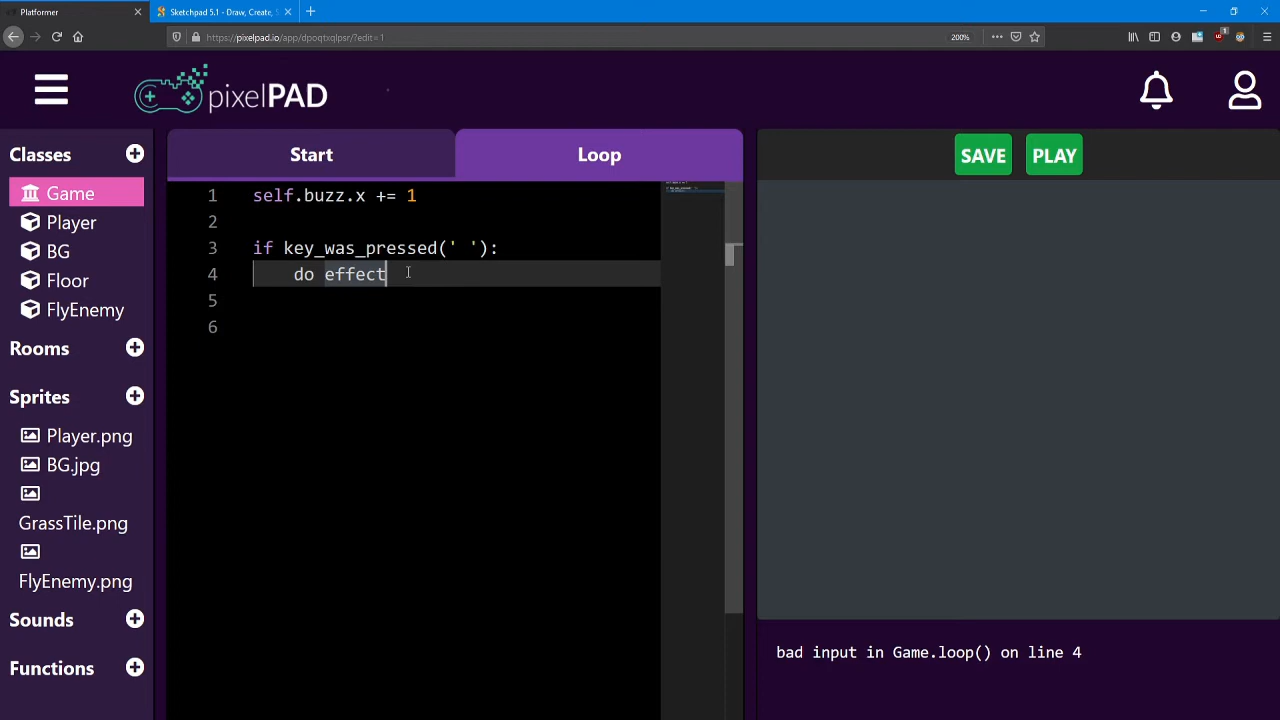 Platformer
Sketchpad 5.1 - Draw, Create,
https://pixelpad.io/app/dpoqtxqlpsr/?edit=1
200%
pixelPAD
Classes
Game
Player
BG
Floor
FlyEnemy
Rooms
Sprites
Player.png
BG.jpg
GrassTile.png
FlyEnemy.png
Sounds
Functions
Start
Loop
1 self.buzz.x += 1
2
3 if key_was_pressed(' '):
4 do effect
5
6
SAVE
PLAY
bad input in Game.loop() on line 4